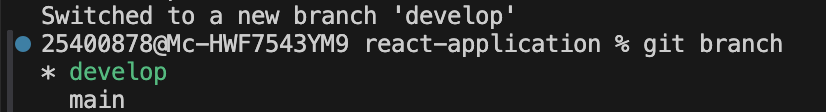 Switched to a new branch 'develop'
25400878@Mc-HWF7543YM9 react-application % git branch
* develop
  main